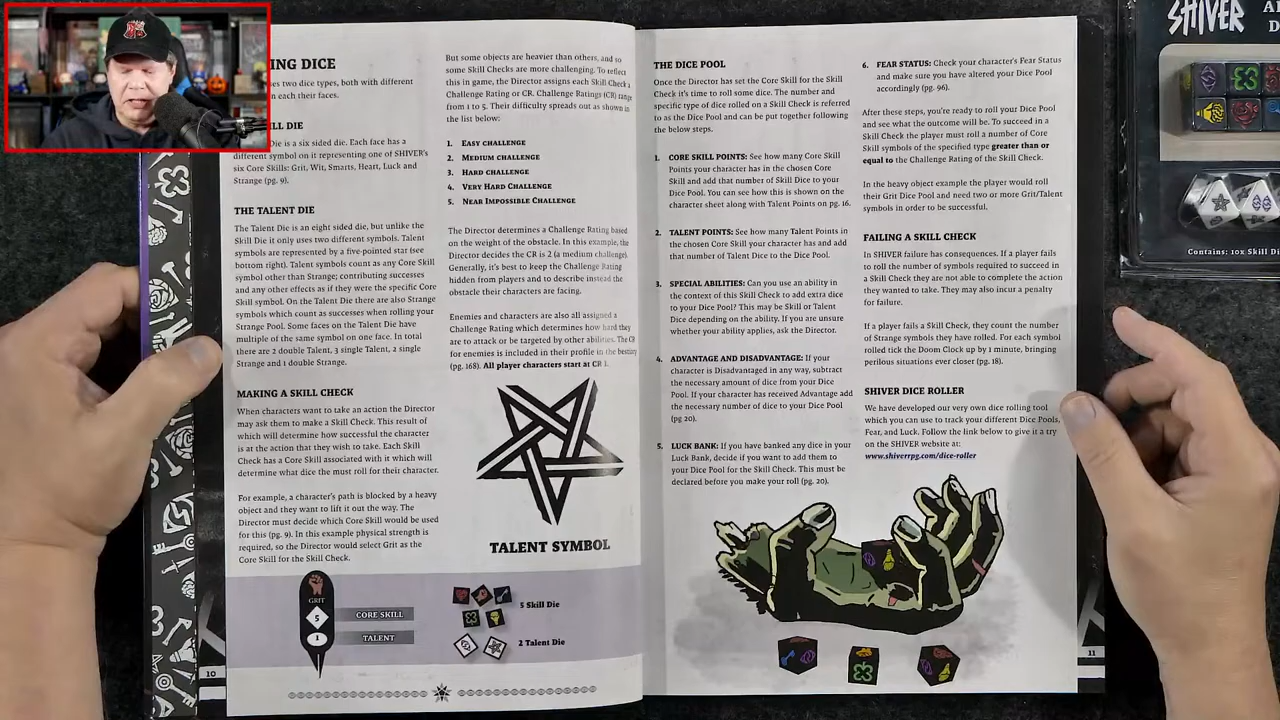 ING DICE
es two dice types, both with different
n each their faces.
ILL DIE
Die is a six sided die. Each face has a
different symbol on it representing one of SHIVER's
six Core Skills: Grit, Wit, Smarts, Heart, Luck and
Strange (pg. 9).
THE TALENT DIE
The Talent Die is an eight sided die, but unlike the
Skill Die it only uses two different symbols. Talent
symbols are represented by a five-pointed star (see
bottom right). Talent symbols count as any Core Skill
symbol other than Strange; contributing successes
and any other effects as if they were the specific Core
Skill symbol. On the Talent Die there are also Strange
symbols which count as successes when rolling your
Strange Pool. Some faces on the Talent Die have
multiple of the same symbol on one face. In total
there are 2 double Talent, 3 single Talent, 2 single
Strange and 1 double Strange.
MAKING A SKILL CHECK
When characters want to take an action the Director
may ask them to make a Skill Check. This result of
which will determine how successful the character
is at the action that they wish to take. Each Skill
Check has a Core Skill associated with it which will
determine what dice the must roll for their character.
For example, a character's path is blocked by a heavy
object and they want to lift it out the way. The
Director must decide which Core Skill would be used
for this (pg. 9). In this example physical strength is
required, so the Director would select Grit as the
Core Skill for the Skill Check.
But some objects are heavier than others, and so
some Skill Checks are more challenging. To reflect
this in game, the Director assigns each Skill Check a
Challenge Rating or CR. Challenge Ratings (CR) range
from 1 to 5. Their difficulty spreads out as shown in
the list below:
1. EASY CHALLENGE
2. MEDIUM CHALLENGE
3. HARD CHALLENGE
4. VERY HARD CHALLENGE
5. NEAR IMPOSSIBLE CHALLENGE
The Director determines a Challenge Rating based
on the weight of the obstacle. In this example, the
Director decides the CR is 2 (a medium challenge).
Generally, it's best to keep the Challenge Rating
hidden from players and to describe instead the
obstacle their characters are facing.
Enemies and characters are also all assigned a
Challenge Rating which determines how hard they
are to attack or be targeted by other abilities. The CR
for enemies is included in their profile in the bestiary
(pg. 168). All player characters start at CR 1.
TALENT SYMBOL
GRIT
5
CORE SKILL
1
TALENT
5 Skill Die
2 Talent Die
10
THE DICE POOL
Once the Director has set the Core Skill for the Skill
Check it's time to roll some dice. The number and
specific type of dice rolled on a Skill Check is referred
to as the Dice Pool and can be put together following
the below steps.
1. CORE SKILL POINTS: See how many Core Skill
Points your character has in the chosen Core
Skill and add that number of Skill Dice to your
Dice Pool. You can see how this is shown on the
character sheet along with Talent Points on pg. 16.
2. TALENT POINTS: See how many Talent Points in
the chosen Core Skill your character has and add
that number of Talent Dice to the Dice Pool.
3. SPECIAL ABILITIES: Can you use an ability in
the context of this Skill Check to add extra dice
to your Dice Pool? This may be Skill or Talent
Dice depending on the ability. If you are unsure
whether your ability applies, ask the Director.
4. ADVANTAGE AND DISADVANTAGE: If your
character is Disadvantaged in any way, subtract
the necessary amount of dice from your Dice
Pool. If your character has received Advantage add
the necessary number of dice to your Dice Pool
(pg 20).
5. LUCK BANK: If you have banked any dice in your
Luck Bank, decide if you want to add them to
your Dice Pool for the Skill Check. This must be
declared before you make your roll (pg. 20).
6. FEAR STATUS: Check your character's Fear Status
and make sure you have altered your Dice Pool
accordingly (pg. 96).
After these steps, you're ready to roll your Dice Pool
and see what the outcome will be. To succeed in
a Skill Check the player must roll a number of Core
Skill symbols of the specified type greater than or
equal to the Challenge Rating of the Skill Check.
In the heavy object example the player would roll
their Grit Dice Pool and need two or more Grit/Talent
symbols in order to be successful.
FAILING A SKILL CHECK
In SHIVER failure has consequences. If a player fails
to roll the number of symbols required to succeed in
a Skill Check they are not able to complete the action
they wanted to take. They may also incur a penalty
for failure.
If a player fails a Skill Check, they count the number
of Strange symbols they have rolled. For each symbol
rolled tick the Doom Clock up by 1 minute, bringing
perilous situations ever closer (pg. 18).
SHIVER DICE ROLLER
We have developed our very own dice rolling tool
which you can use to track your different Dice Pools,
Fear, and Luck. Follow the link below to give it a try
on the SHIVER website at:
www.shiverrpg.com/dice-roller
11
SHIVER
Contains: 10x Skill Di